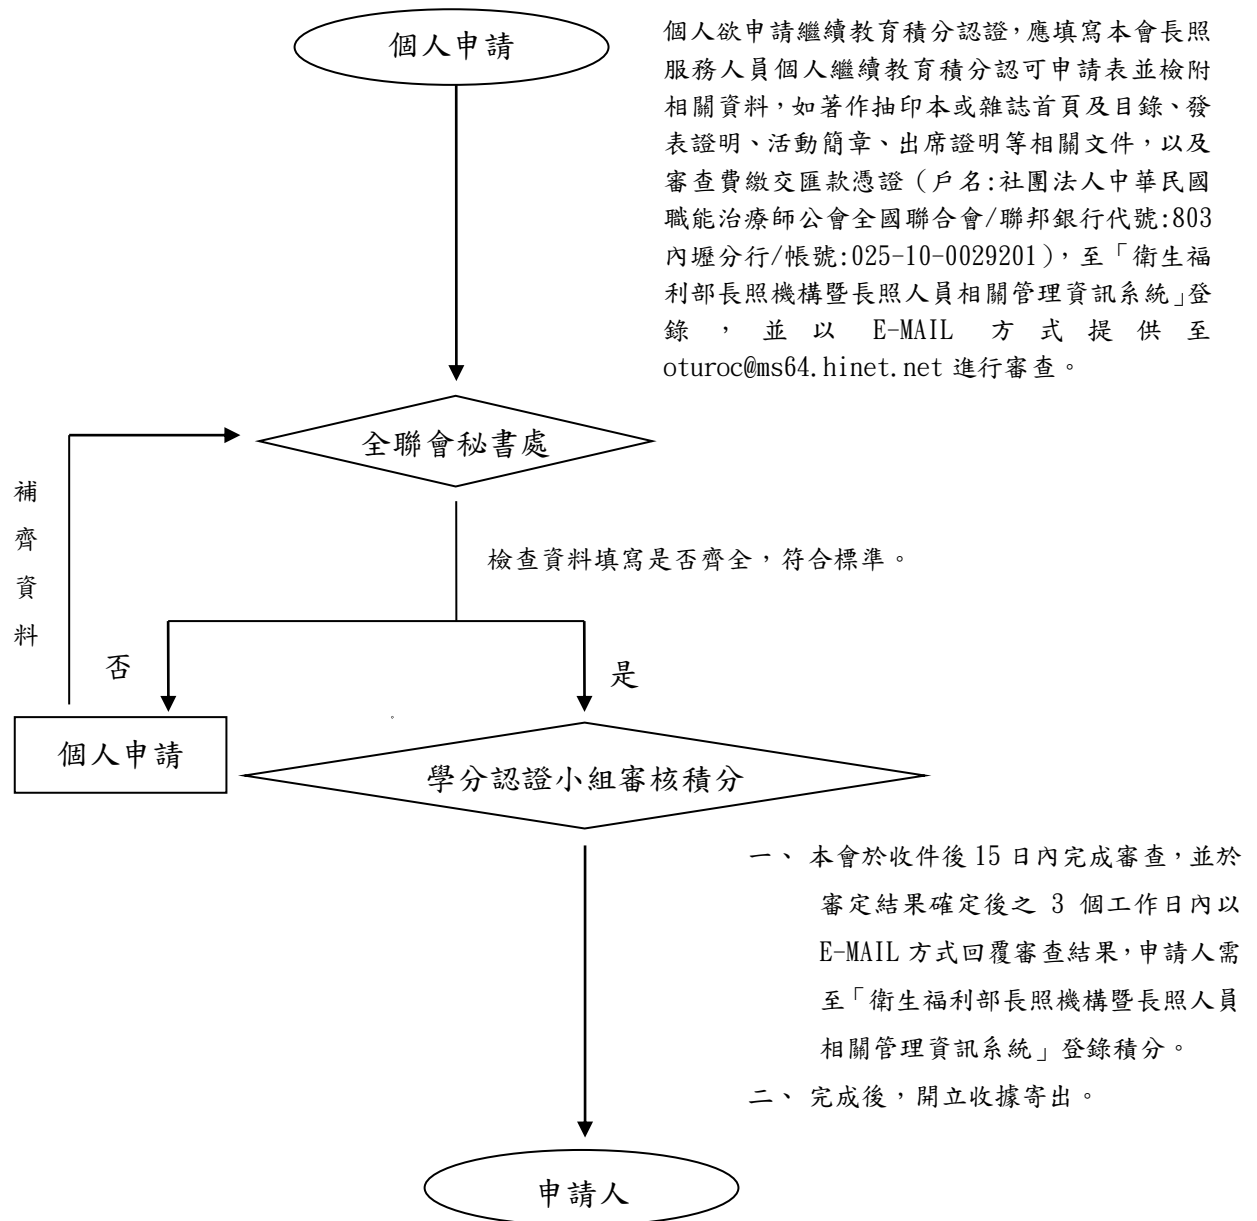 個人申請
個人欲申請繼續教育積分認證，應填寫本會長照
服務人員個人繼續教育積分認可申請表並檢附
相關資料，如著作抽印本或雜誌首頁及目錄、發
表證明、活動簡章、出席證明等相關文件，以及
審查費繳交匯款憑證（戶名:社團法人中華民國
職能治療師公會全國聯合會/聯邦銀行代號:803
內壢分行/帳號:025-10-0029201)，至「衛生福
利部長照機構暨長照人員相關管理資訊系統」登
錄，並以 E-MAIL 方式提供至
oturoc@ms64.hinet.net 進行審查。
全聯會秘書處
補
齊
資
料
檢查資料填寫是否齊全，符合標準。
否
是
個人申請
。
學分認證小組審核積分
一、 本會於收件後 15 日內完成審查，並於
審定結果確定後之 3 個工作日內以
E-MAIL 方式回覆審查結果，申請人需
至「衛生福利部長照機構暨長照人員
相關管理資訊系統」登錄積分。
二、 完成後，開立收據寄出。
申請人